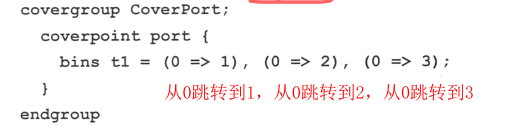 covergroup CoverPort;
coverpoint port {
bins t1 = (0 => 1), (0 => 2), (0 => 3);
}
从0跳转到1，从0跳转到2，从0跳转到3
endgroup